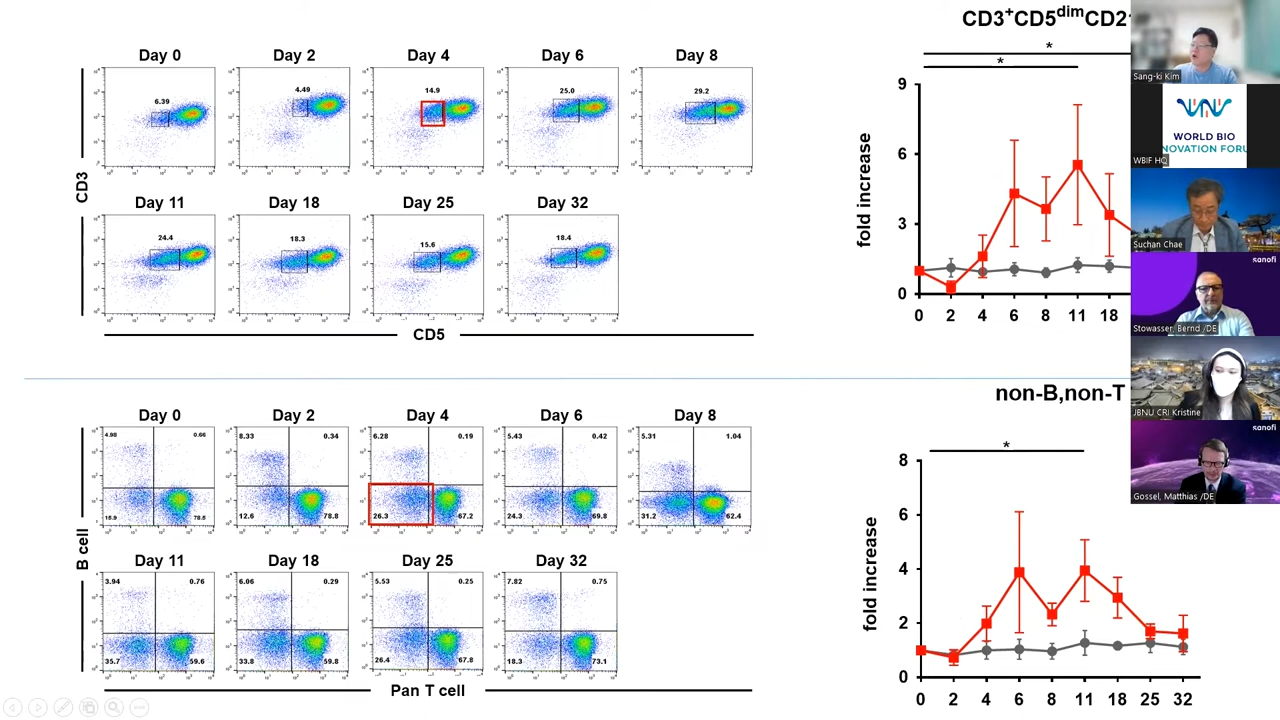 CD3+CD5dimCD21
Day 0
Day 2
Day 4
Day 6
Day 8
6.39
4.49
14.9
25.0
29.2
CD3
Day 11
Day 18
Day 25
Day 32
24.4
18.3
15.6
18.4
CD5
*
*
fold increase
9
6
3
0
0 2 4 6 8 11 18
Day 0
Day 2
Day 4
Day 6
Day 8
4.98 0.66
8.33 0.34
6.28 0.19
5.43 0.42
5.31 1.04
15.9 78.5
12.6 78.8
26.3 67.2
24.3 69.8
31.2 62.4
B cell
Day 11
Day 18
Day 25
Day 32
3.94 0.76
6.06 0.29
5.53 0.25
7.82 0.75
35.7 59.6
33.8 59.8
26.4 67.8
18.3 73.1
Pan T cell
non-B,non-T
*
fold increase
8
6
4
2
0
0 2 4 6 8 11 18 25 32
Sang-ki Kim
WORLD BIO
NOVATION FORU
WBIF HQ
Suchan Chae
sanofi
Stowasser, Bernd /DE
JBNU CRI Kristine
sanofi
Gossel, Matthias /DE